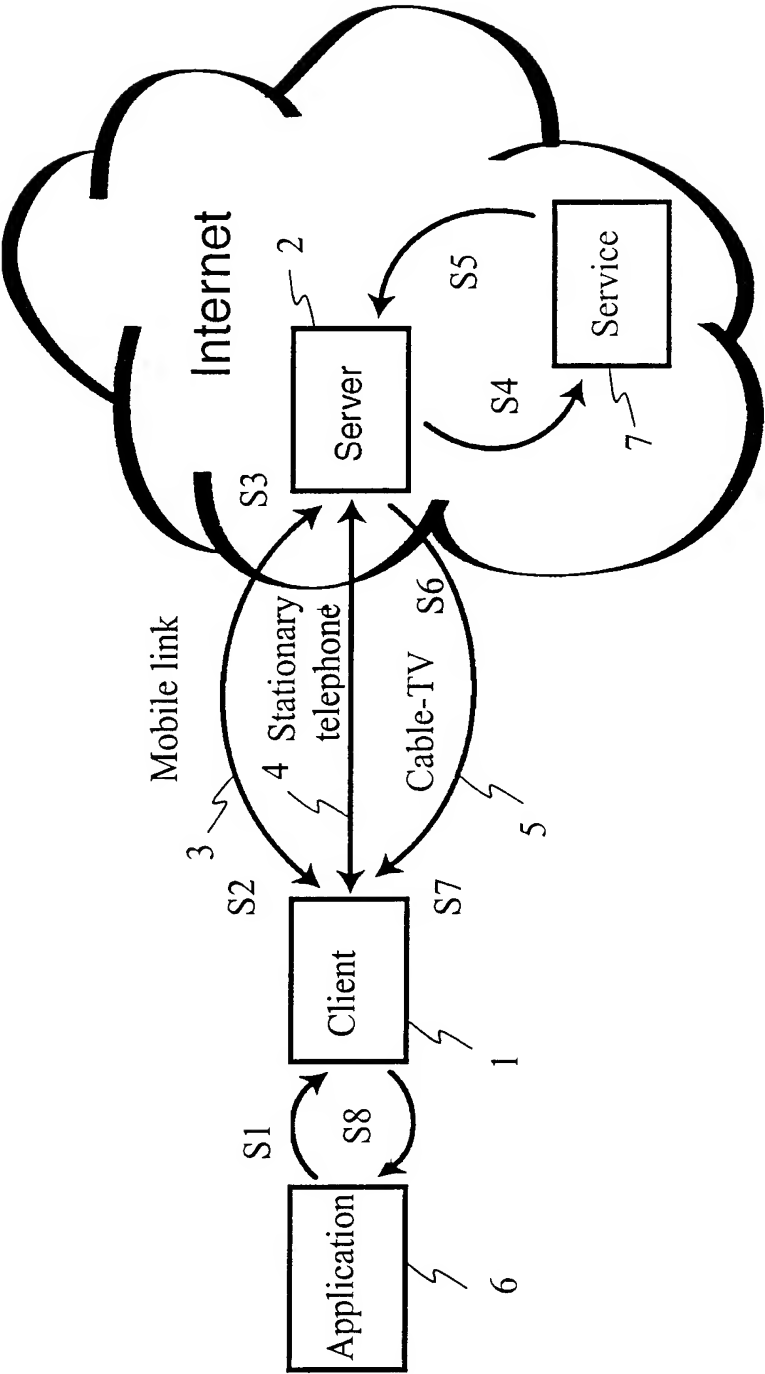 Internet
Mobile link
3
S2
S3
2
4
Stationary
telephone
S1
S8
Application
6
Client
1
Server
S7
Cable-TV
S6
5
S4
S5
Service
7